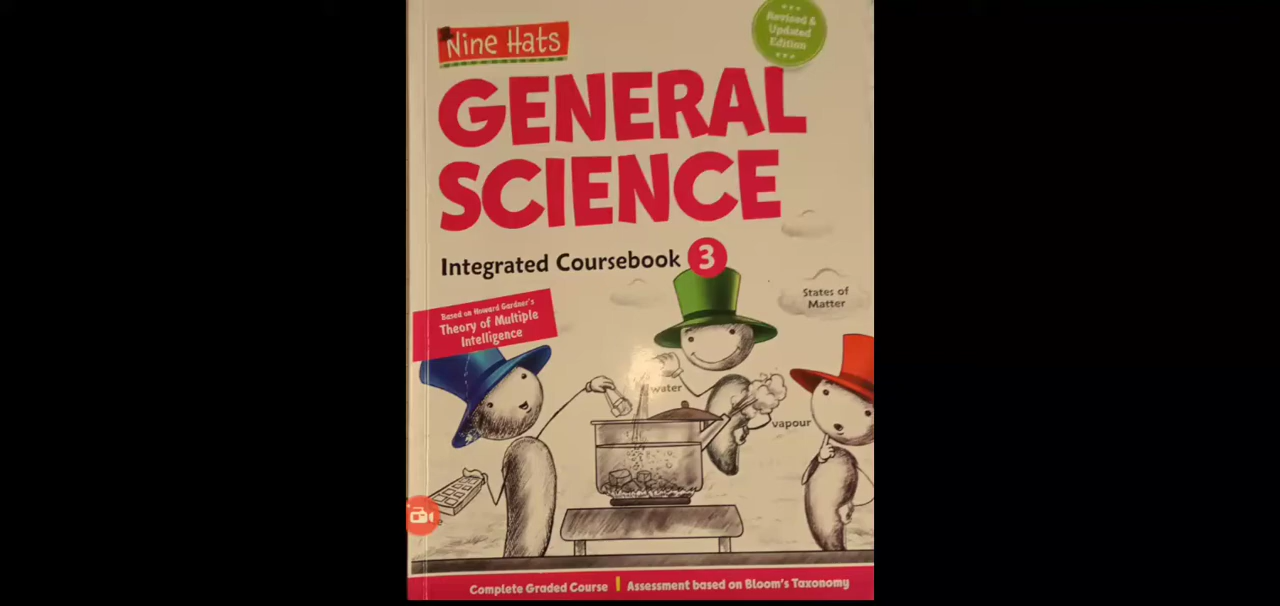 Nine Hats
Revised &
Updated
Edition
GENERAL
SCIENCE
Integrated Coursebook 3
States of
Matter
Based on Howard Gardner's
Theory of Multiple
Intelligence
water
vapour
Complete Graded Course | Assessment based on Bloom's Taxonomy